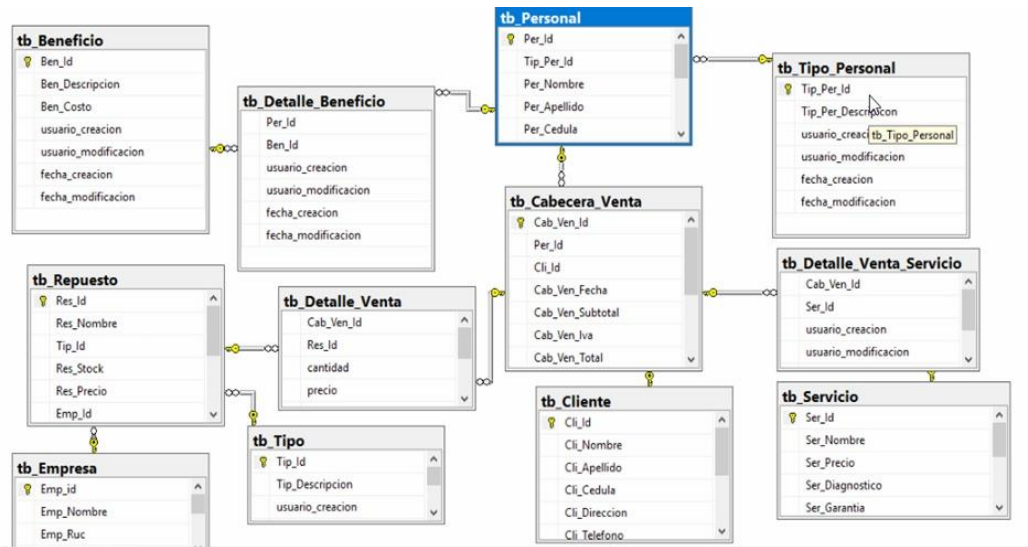 tb_Personal
Per_Id
Tip_Per_Id
Per_Nombre
Per_Apellido
Per_Cedula
tb_Beneficio
Ben_Id
Ben_Descripcion
Ben_Costo
usuario_creacion
usuario_modificacion
fecha_creacion
fecha_modificacion
tb_Detalle_Beneficio
Per_Id
Ben_Id
usuario_creacion
usuario_modificacion
fecha_creacion
fecha_modificacion
tb_Tipo_Personal
Tip_Per_Id
Tip_Per_Descripcion
usuario_creaci
tb_Tipo_Personal
usuario_modificacion
fecha_creacion
fecha_modificacion
tb_Cabecera_Venta
Cab_Ven_Id
Per_Id
Cli_Id
Cab_Ven_Fecha
Cab_Ven_Subtotal
Cab_Ven_Iva
Cab_Ven_Total
tb_Detalle_Venta_Servicio
Cab_Ven_Id
Ser_Id
usuario_creacion
usuario_modificacion
tb_Repuesto
Res_Id
Res_Nombre
Tip_Id
Res_Stock
Res_Precio
Emp_Id
tb_Detalle_Venta
Cab_Ven_Id
Res_Id
cantidad
precio
tb_Cliente
Cli_Id
Cli_Nombre
Cli_Apellido
Cli_Cedula
Cli_Direccion
Cli_Telefono
tb_Servicio
Ser_Id
Ser_Nombre
Ser_Precio
Ser_Diagnostico
Ser_Garantia
tb_Tipo
Tip_Id
Tip_Descripcion
usuario_creacion
tb_Empresa
Emp_id
Emp_Nombre
Emp_Ruc